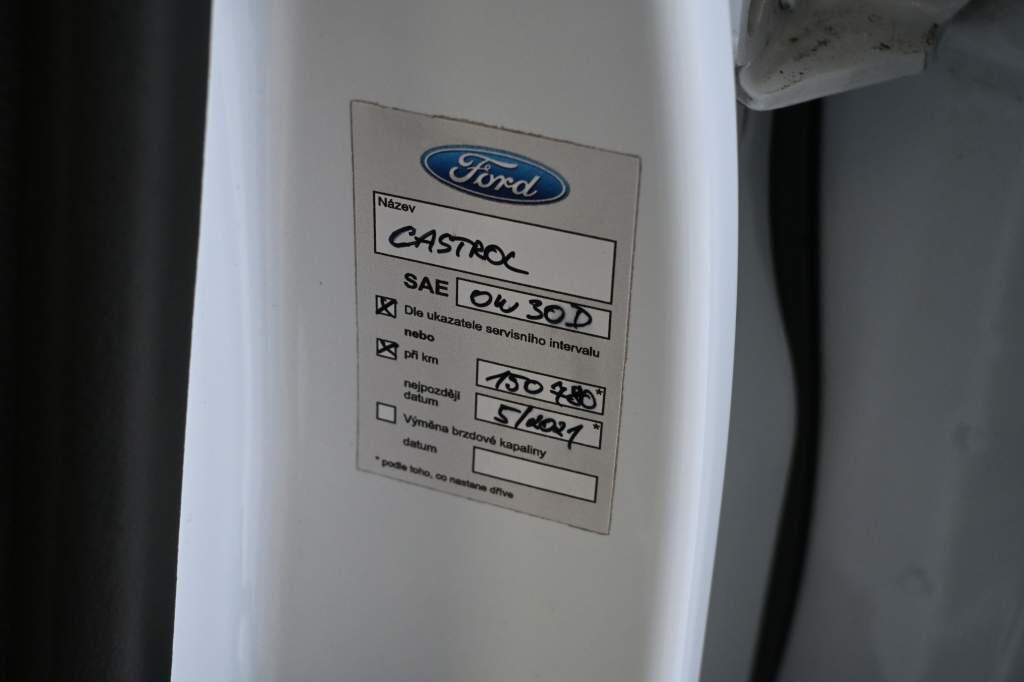 Ford
Název
CASTROL
SAE 0W 30D
Dle ukazatele servisního intervalu
nebo
při km 150 780*
nejpozději
datum 5/2021*
Výměna brzdové kapaliny
datum
* podle toho, co nastane dříve